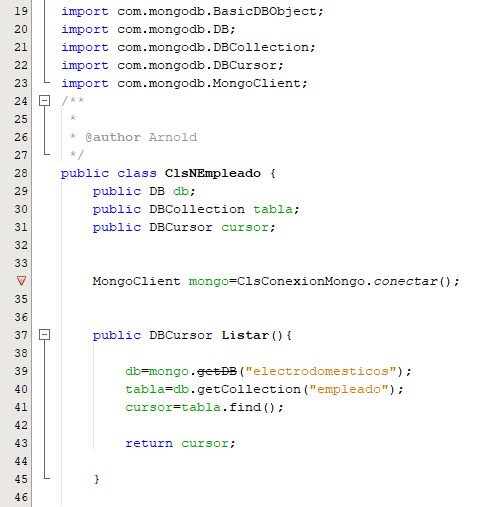 19 import com.mongodb.BasicDBObject;
20 import com.mongodb.DB;
21 import com.mongodb.DBCollection;
22 import com.mongodb.DBCursor;
23 import com.mongodb.MongoClient;
24 /**
25  *
26  * @author Arnold
27  */
28 public class ClsNEmpleado {
29     public DB db;
30     public DBCollection tabla;
31     public DBCursor cursor;
32
33
    MongoClient mongo=ClsConexionMongo.conectar();
35
36
37     public DBCursor Listar(){
38
39         db=mongo.getDB("electrodomesticos");
40         tabla=db.getCollection("empleado");
41         cursor=tabla.find();
42
43         return cursor;
44
45     }
46